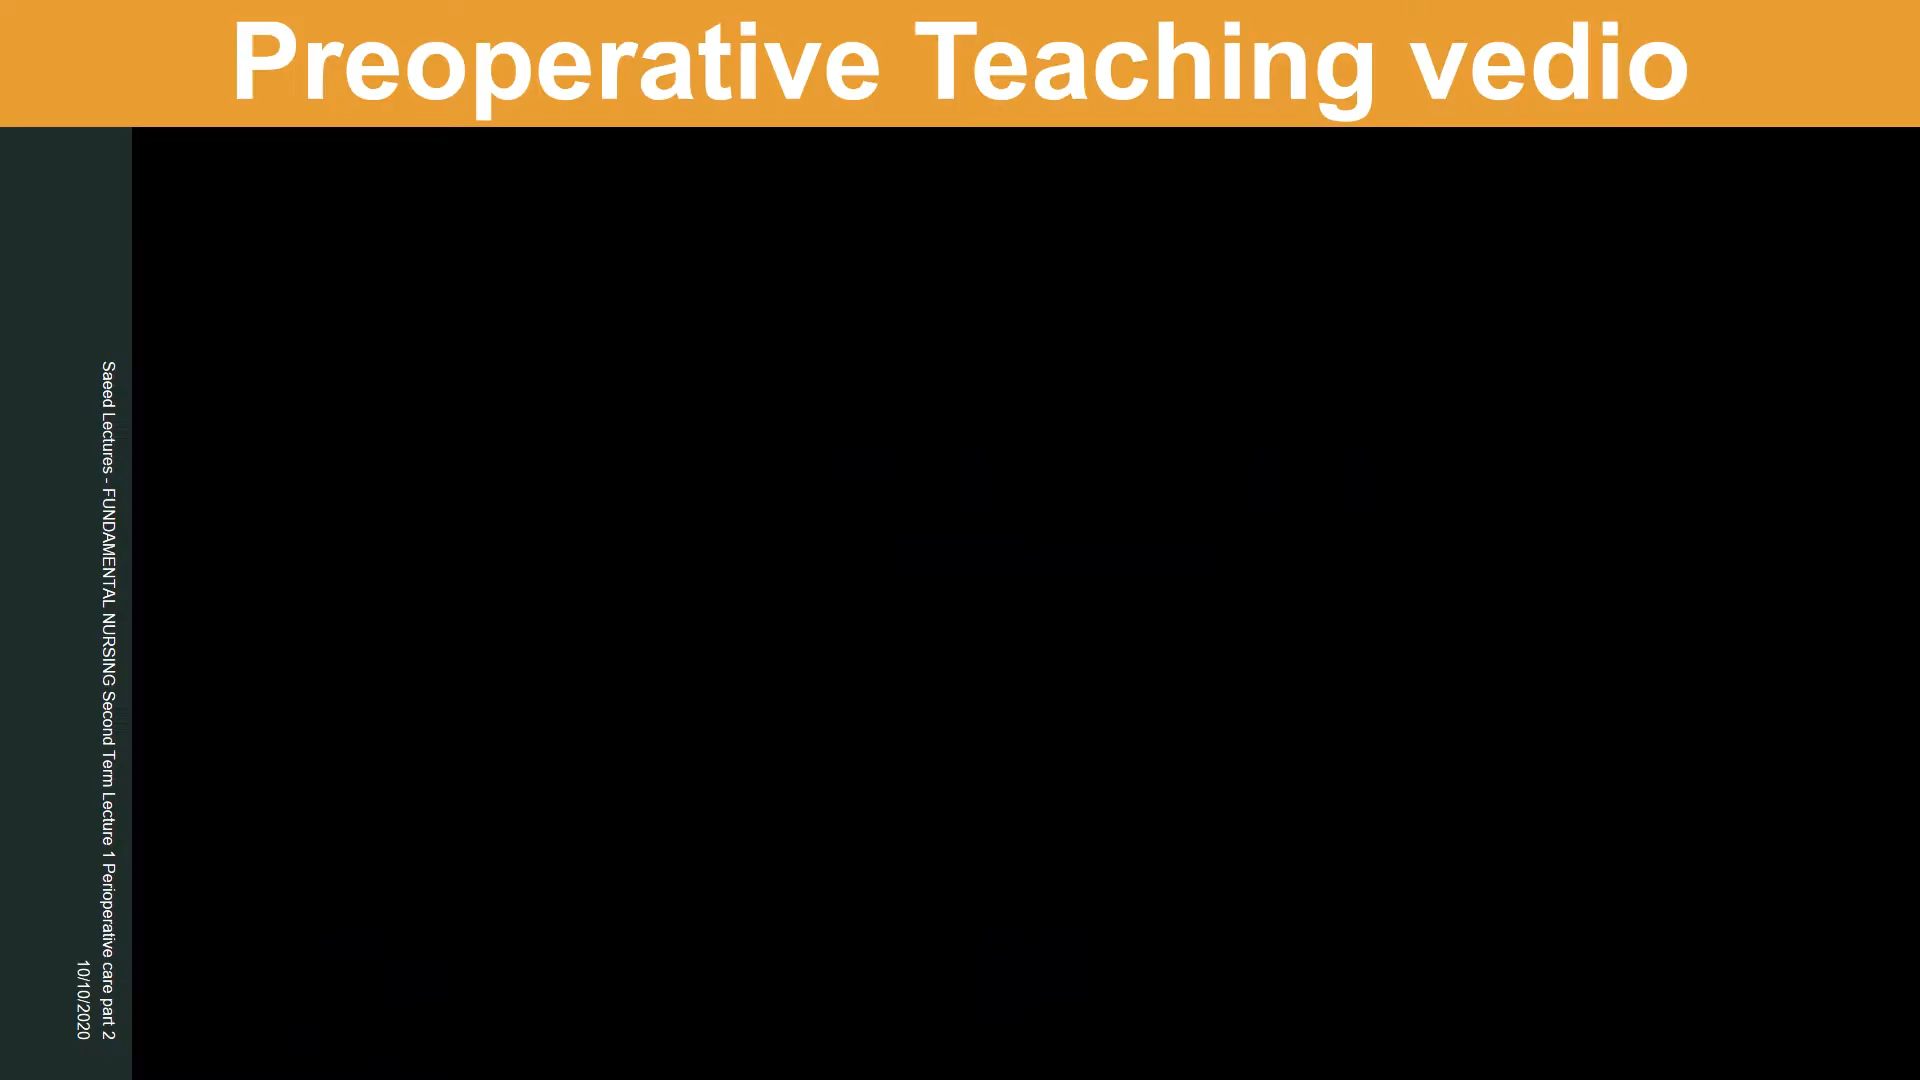 Preoperative Teaching vedio
Saeed Lectures - FUNDAMENTAL NURSING Second Term Lecture 1 Perioperative care part 2
10/10/2020